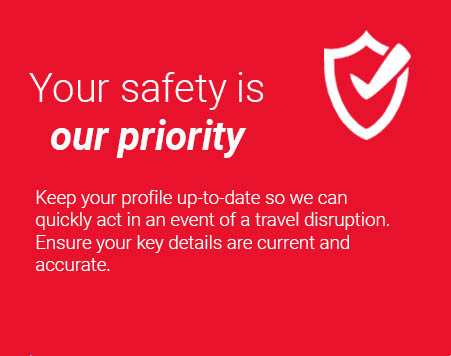 Your safety is
our priority
Keep your profile up-to-date so we can
quickly act in an event of a travel disruption.
Ensure your key details are current and
accurate.